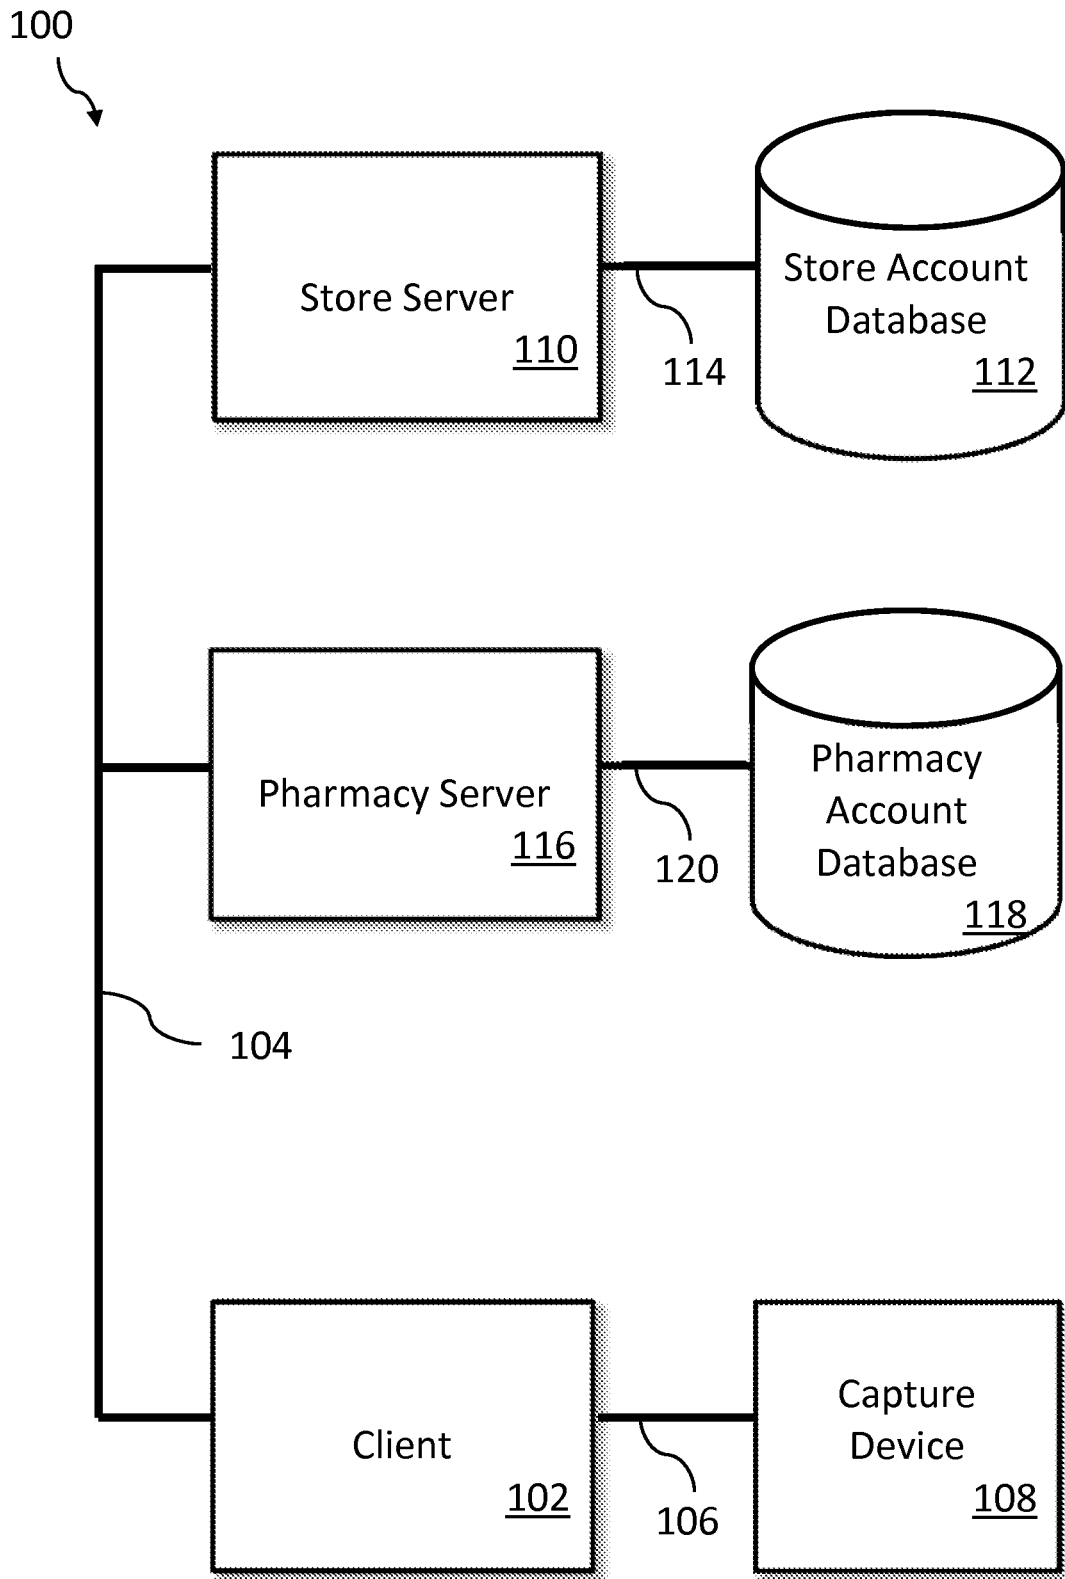 100
Store Server
110
114
Store Account
Database
112
Pharmacy Server
116
120
Pharmacy
Account
Database
118
104
Client
102
106
Capture
Device
108